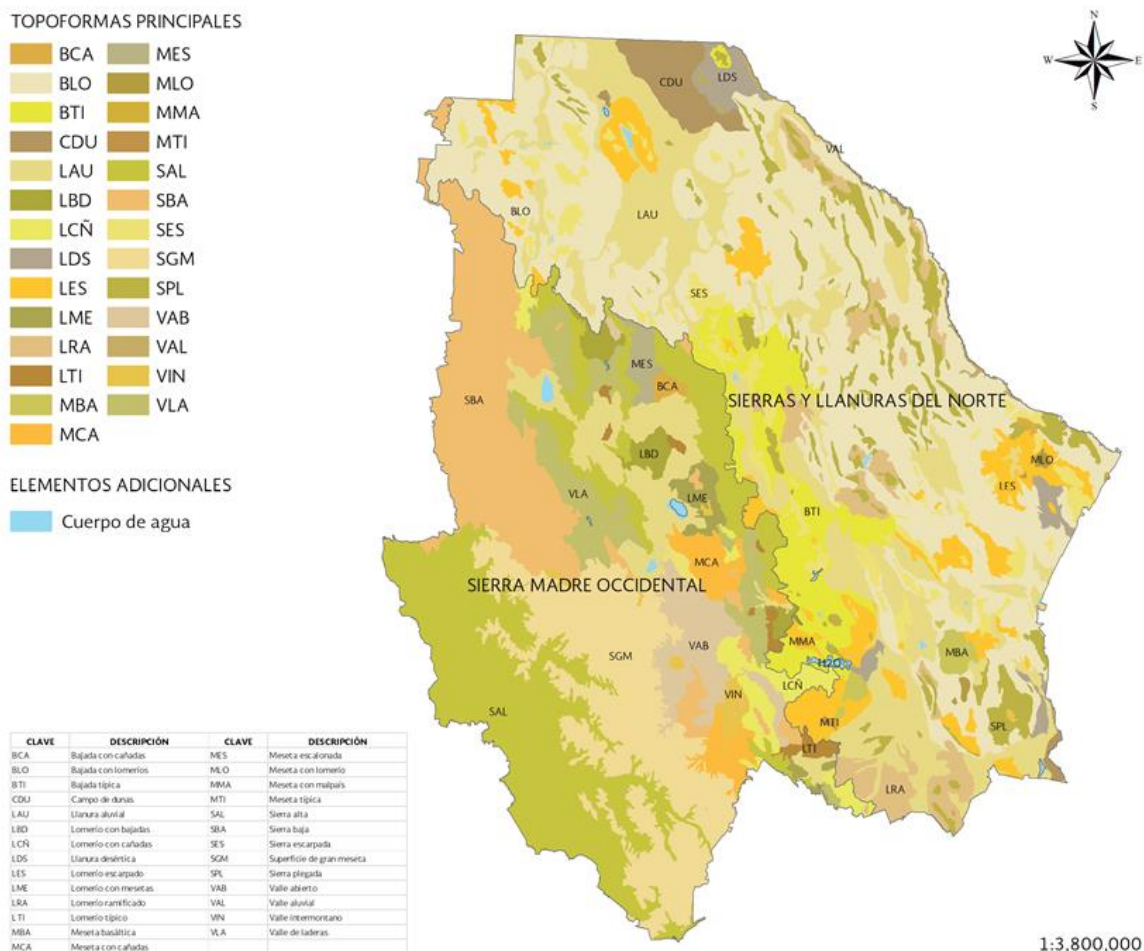 TOPOFORMAS PRINCIPALES
BCA MES
BLO MLO
BTI MMA
CDU MTI
LAU SAL
LBD SBA
LCÑ SES
LDS SGM
LES SPL
LME VAB
LRA VAL
LTI VIN
MBA VLA
MCA
ELEMENTOS ADICIONALES
Cuerpo de agua
N
W E
S
CDU LDS
VAL
BLO
LAU
SES
MES
BCA
SBA
SIERRAS Y LLANURAS DEL NORTE
LBD
MLO
LES
VLA
LME
BTI
MCA
SIERRA MADRE OCCIDENTAL
SGM
VAB
MMA
MBA
H2O
LCÑ
VIN
SAL
MTI
SPL
LTI
LRA
CLAVE DESCRIPCIÓN CLAVE DESCRIPCIÓN
BCA Bajada con cañadas MES Meseta escalonada
BLO Bajada con lomeríos MLO Meseta con lomerío
BTI Bajada típica MMA Meseta con malpaís
CDU Campo de dunas MTI Meseta típica
LAU Llanura aluvial SAL Sierra alta
LBD Lomerío con bajadas SBA Sierra baja
LCÑ Lomerío con cañadas SES Sierra escarpada
LDS Llanura desértica SGM Superficie de gran meseta
LES Lomerío escarpado SPL Sierra plegada
LME Lomerío con mesetas VAB Valle abierto
LRA Lomerío ramificado VAL Valle aluvial
LTI Lomerío típico VIN Valle intermontano
MBA Meseta basáltica VLA Valle de laderas
MCA Meseta con cañadas
1:3,800,000